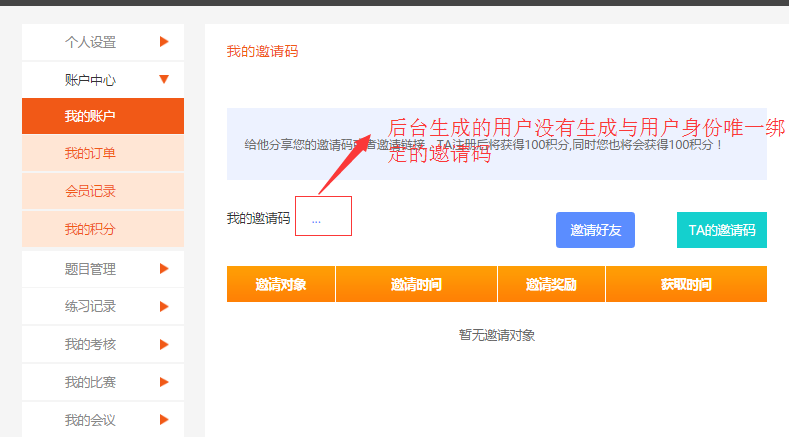 个人设置
账户中心
我的账户
我的订单
会员记录
我的积分
题目管理
练习记录
我的考核
我的比赛
我的会议
我的邀请码
后台生成的用户没有生成与用户身份唯一绑
定的邀请码
给他分享您的邀请码或者邀请链接，TA注册后将获得100积分,同时您也将会获得100积分！
我的邀请码 ...
邀请好友 TA的邀请码
邀请对象 邀请时间 邀请奖励 获取时间
暂无邀请对象